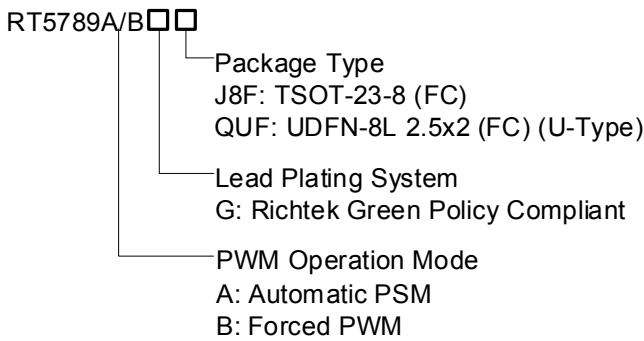 RT5789A/B□□
Package Type
J8F: TSOT-23-8 (FC)
QUF: UDFN-8L 2.5x2 (FC) (U-Type)
Lead Plating System
G: Richtek Green Policy Compliant
PWM Operation Mode
A: Automatic PSM
B: Forced PWM